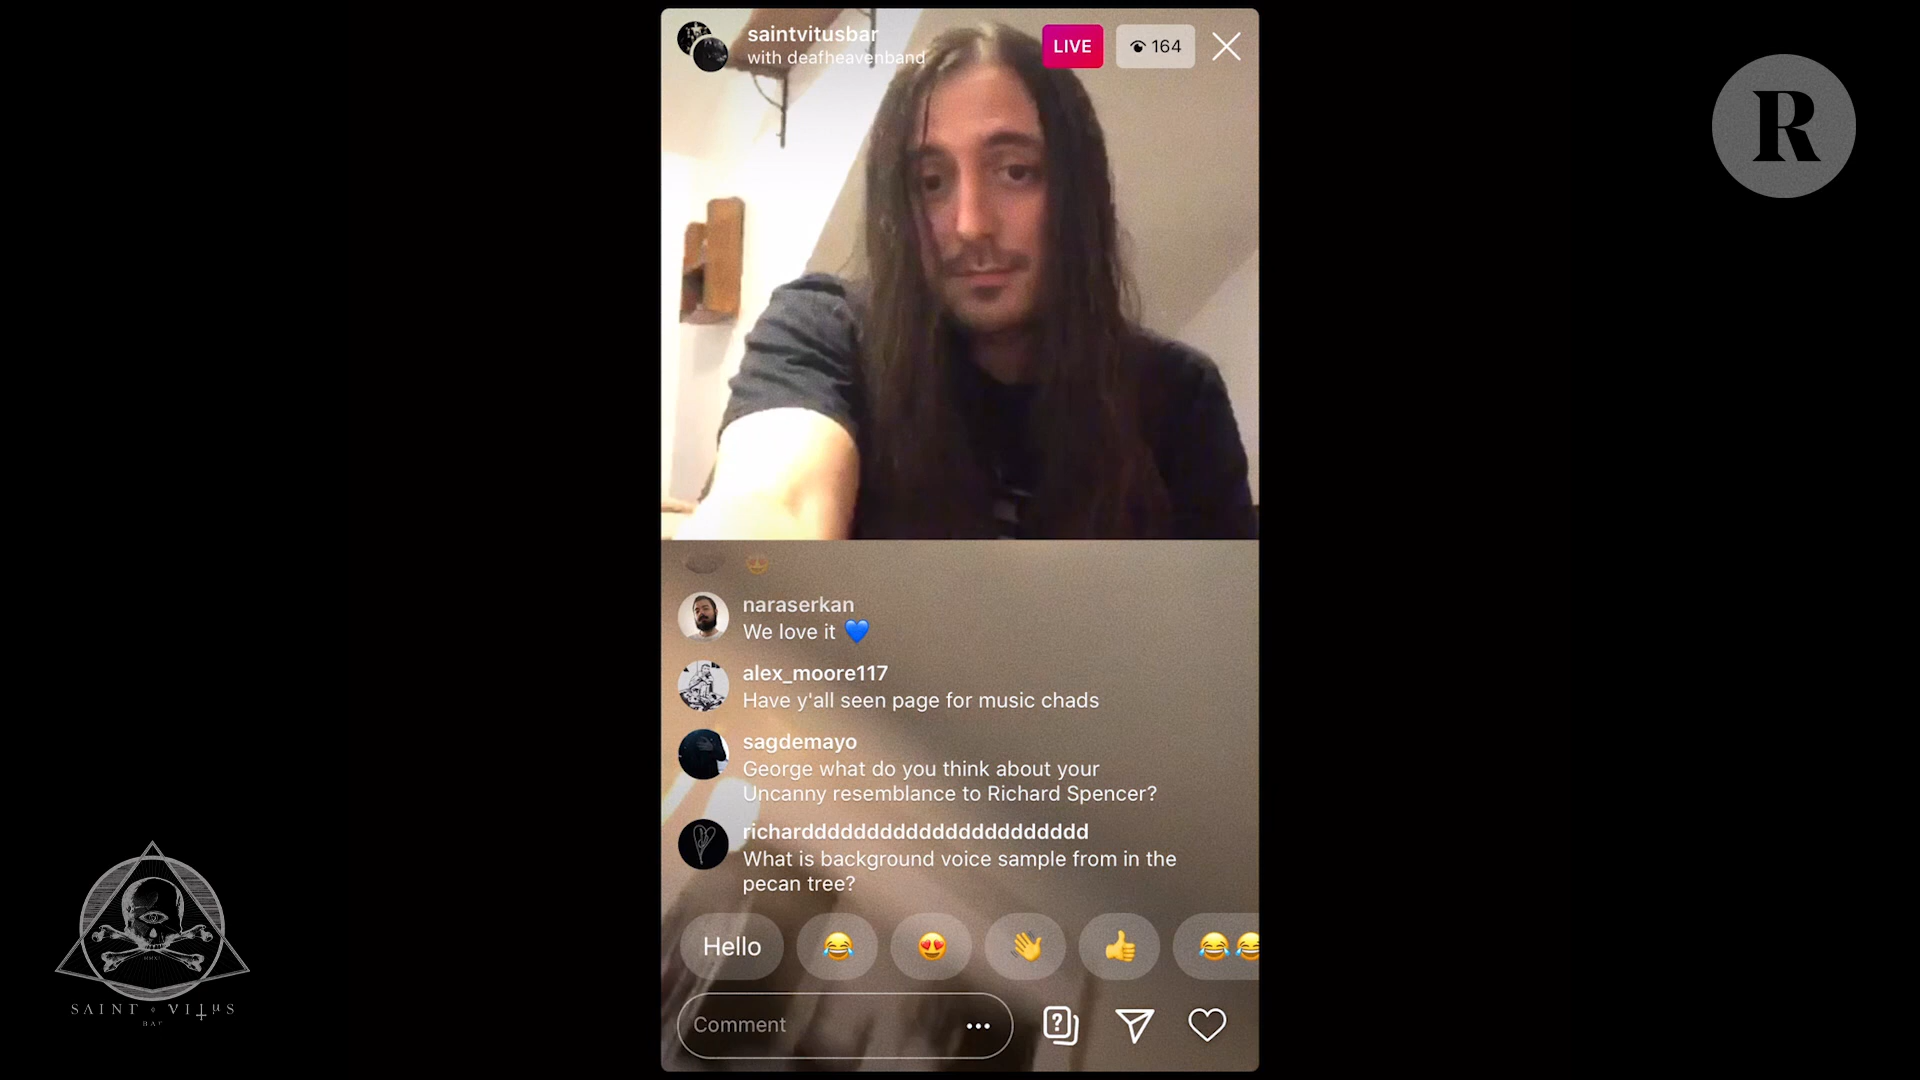 saintvitusbar
with deafheavenband
LIVE
164
R
naraserkan
We love it 💙
alex_moore117
Have y'all seen page for music chads
sagdemayo
George what do you think about your
Uncanny resemblance to Richard Spencer?
richarddddddddddddddddddddddd
What is background voice sample from in the
pecan tree?
Hello
Comment
SAINT VITUS
BAR